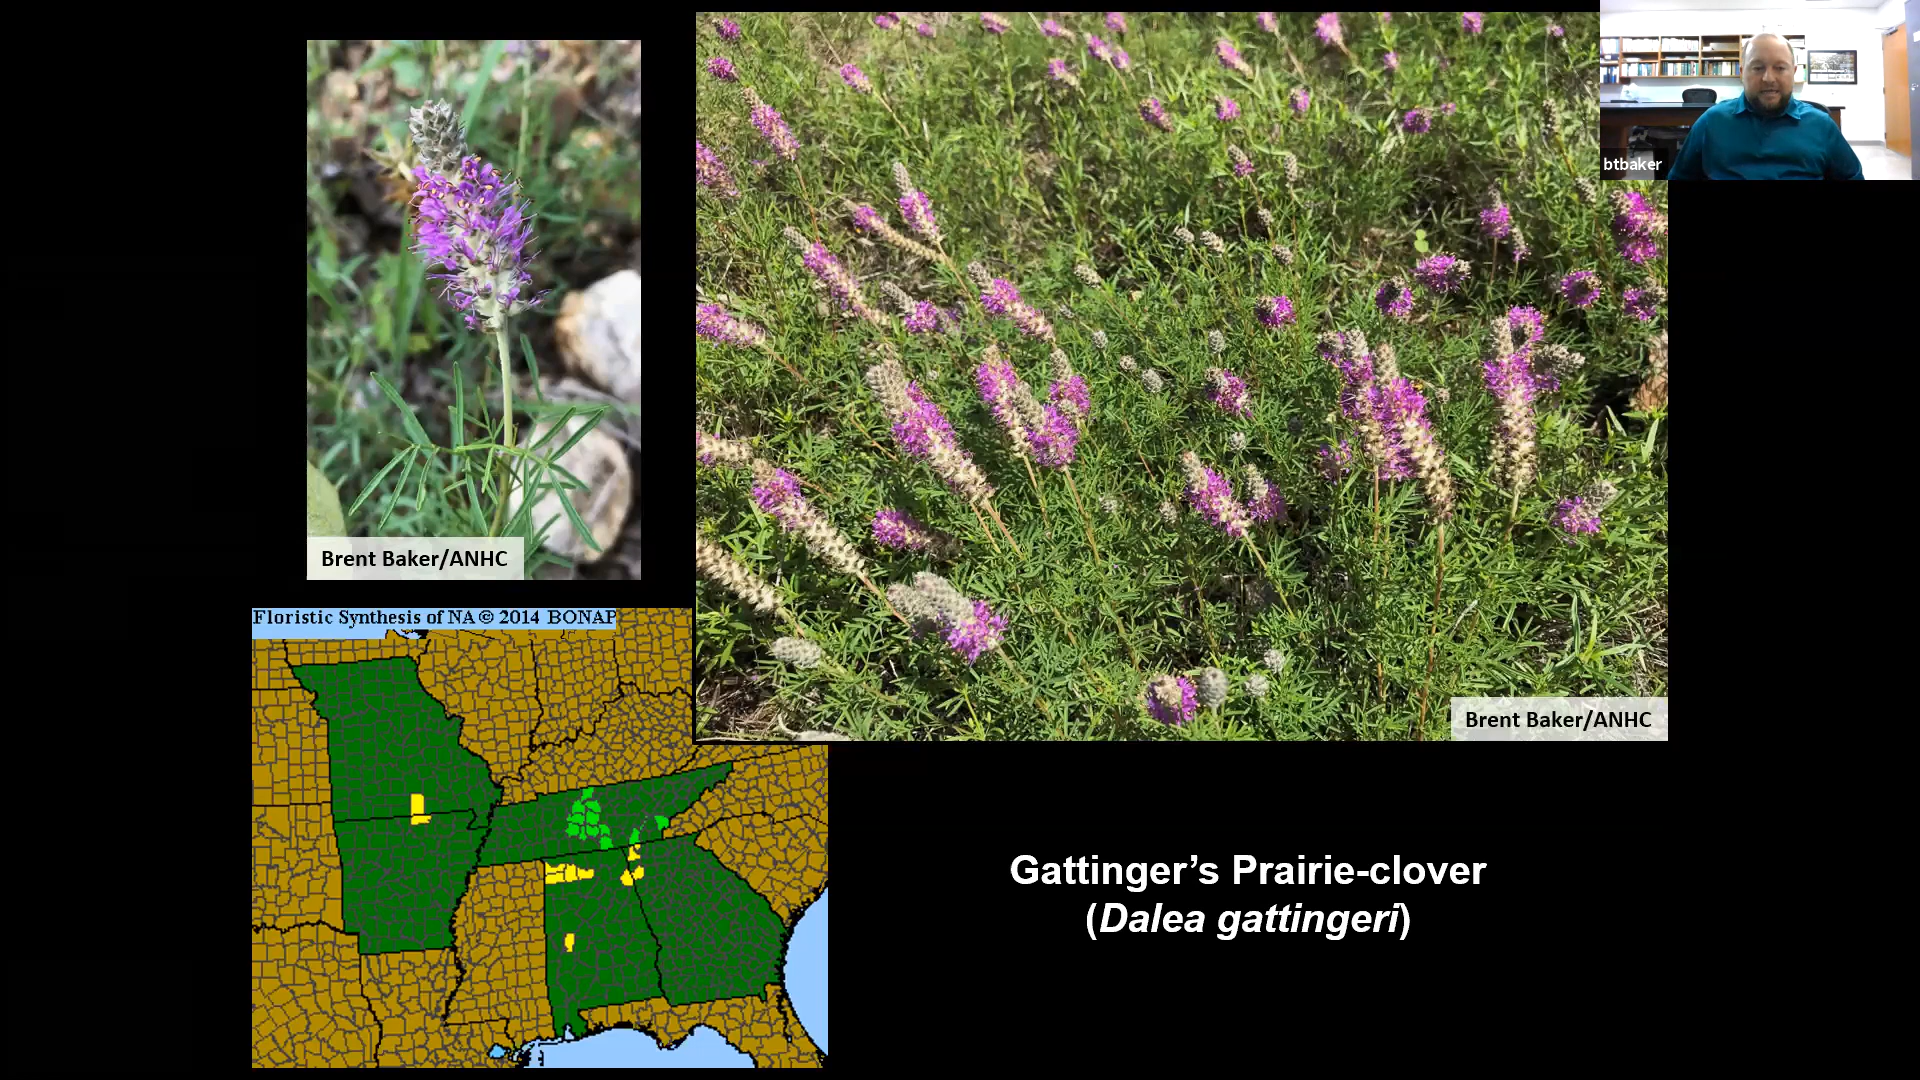 btbaker
Brent Baker/ANHC
Floristic Synthesis of NA © 2014 BONAP
Brent Baker/ANHC
Gattinger’s Prairie-clover
(Dalea gattingeri)